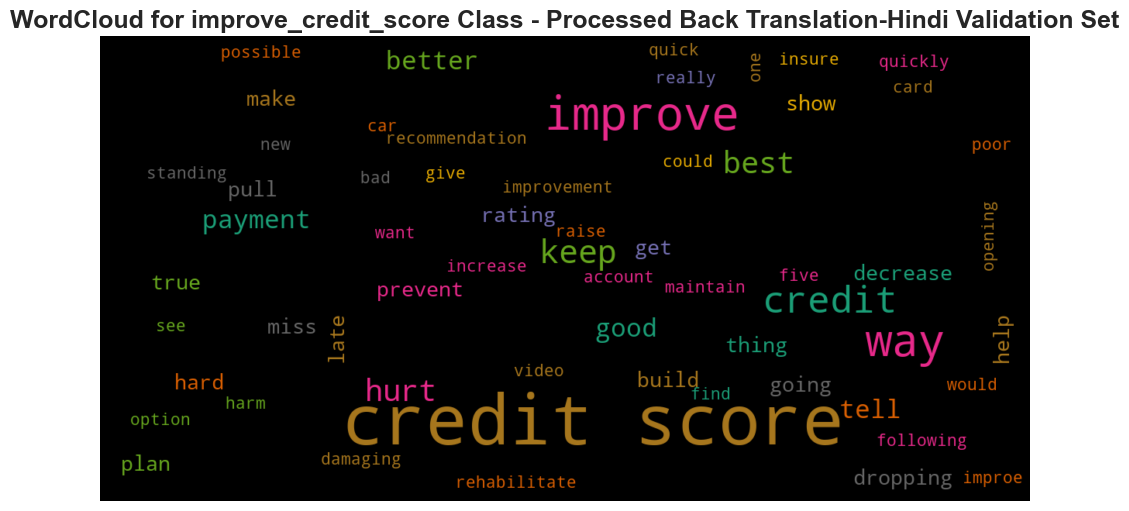 WordCloud for improve_credit_score Class - Processed Back Translation-Hindi Validation Set
possible
better
quick
really
one
insure
quickly
card
make
improve
show
car
recommendation
new
poor
could
best
standing
pull
bad
give
improvement
payment
rating
want
raise
keep
get
opening
increase
account
maintain
five
decrease
true
prevent
credit
see
miss
late
good
thing
way
help
video
hard
hurt
build
find
going
would
harm
option
credit score
tell
following
plan
damaging
rehabilitate
dropping
improe